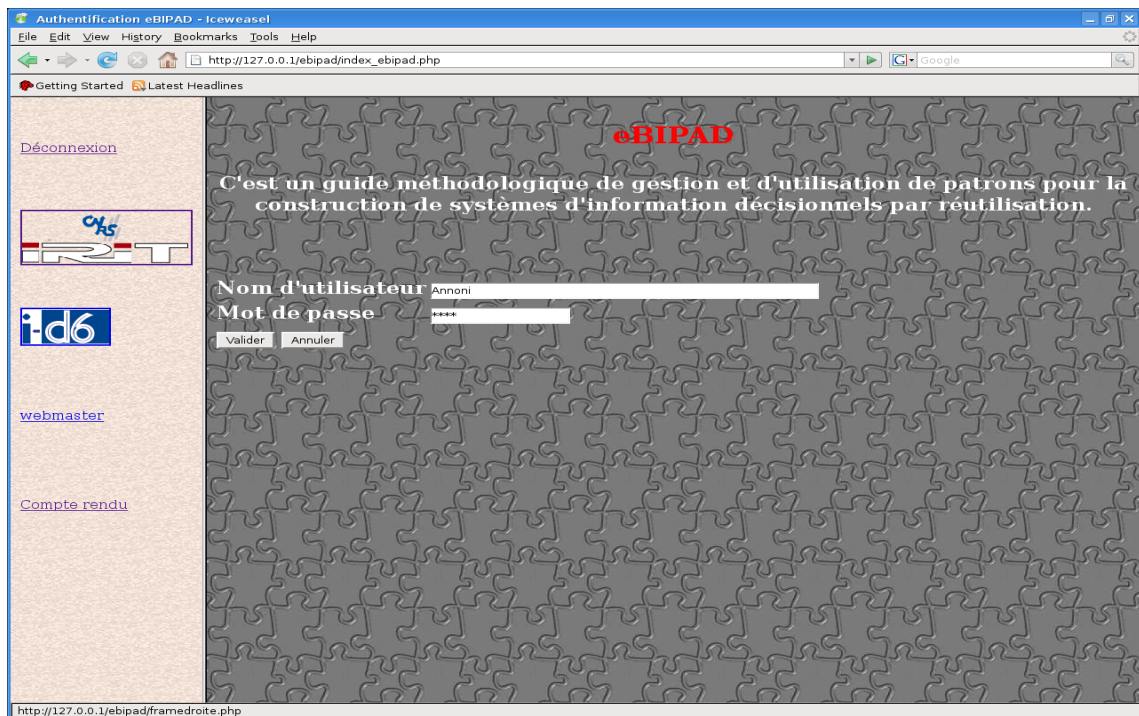 Authentification eBIPAD - Iceweasel
File Edit View History Bookmarks Tools Help
http://127.0.0.1/ebipad/index_ebipad.php
G Google
Getting Started Latest Headlines
Déconnexion
CNRS
IRIT
i-d6
webmaster
Compte rendu
eBIPAD
C'est un guide méthodologique de gestion et d'utilisation de patrons pour la
construction de systèmes d'information décisionnels par réutilisation.
Nom d'utilisateur Annoni
Mot de passe ****
Valider Annuler
http://127.0.0.1/ebipad/framedroite.php